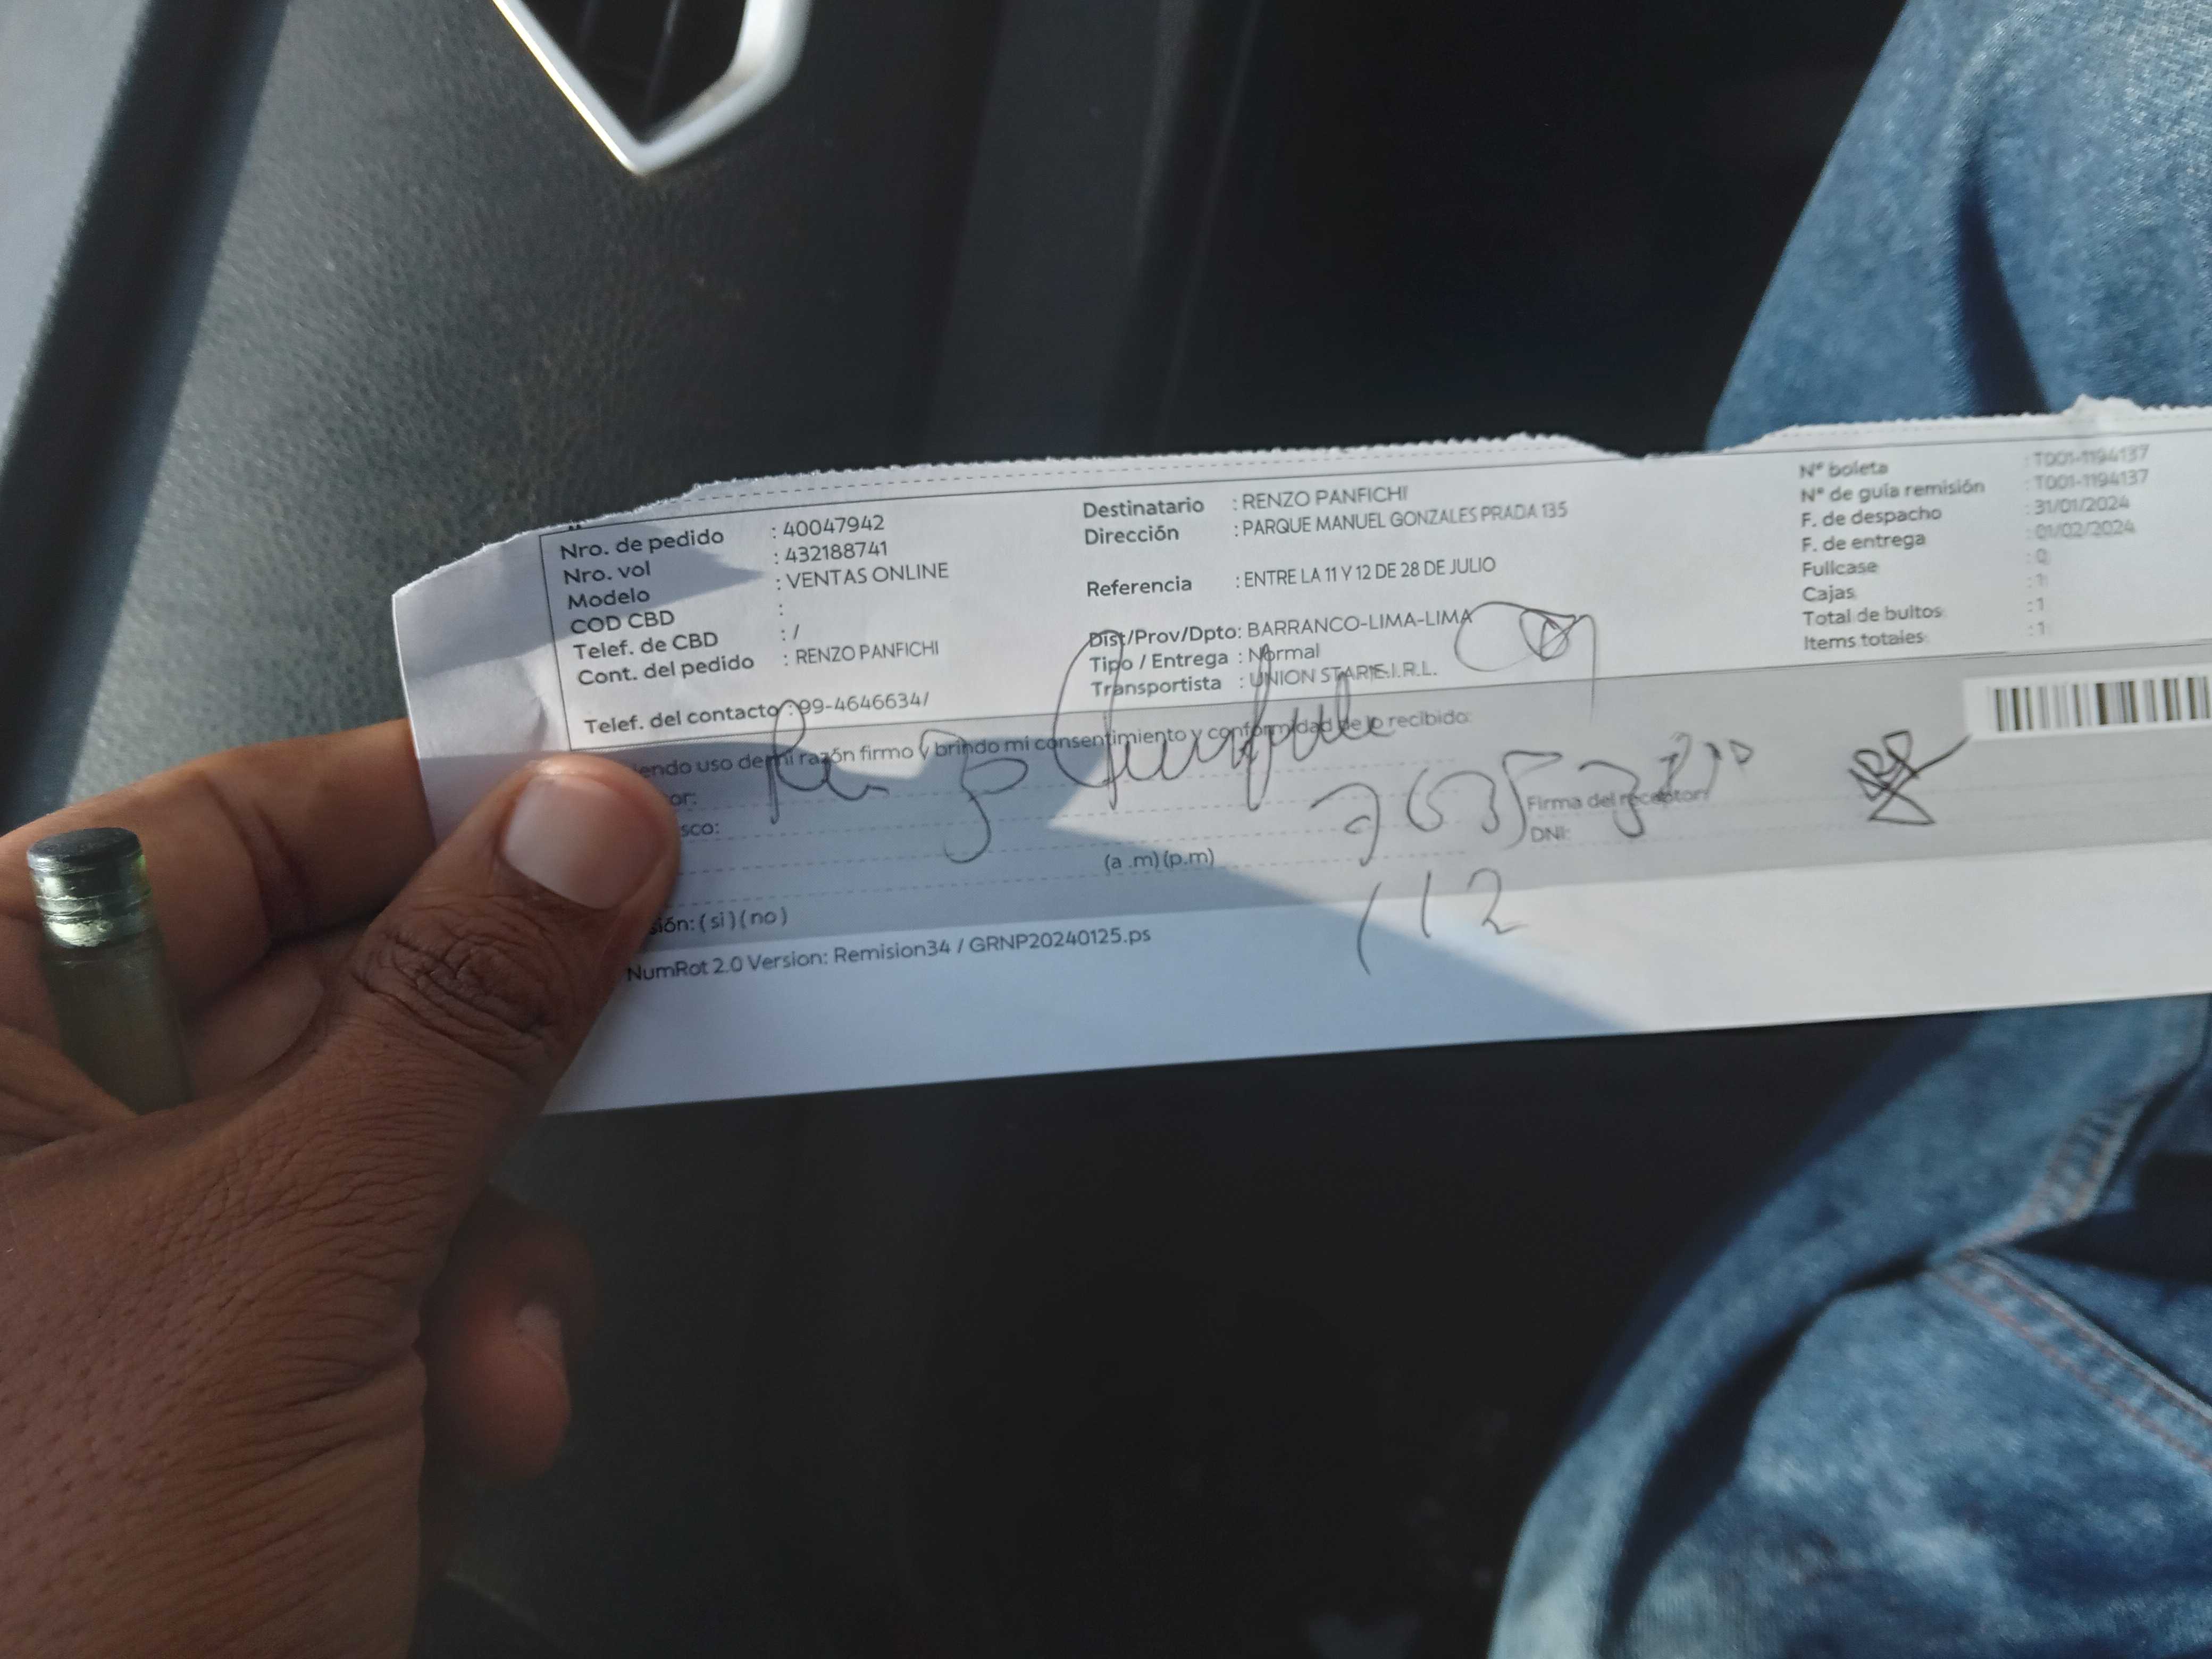 Nro. de pedido : 40047942
Nro. vol : 432188741
Modelo : VENTAS ONLINE
COD CBD :
Telef. de CBD : /
Cont. del pedido : RENZO PANFICHI
Telef. del contacto : 99-4646634/
Destinatario : RENZO PANFICHI
Dirección : PARQUE MANUEL GONZALES PRADA 135
Referencia : ENTRE LA 11 Y 12 DE 28 DE JULIO
Dist/Prov/Dpto: BARRANCO-LIMA-LIMA
Tipo / Entrega : Normal
Transportista : UNION STAR E.I.R.L.
N° boleta : T001-1194137
N° de guía remisión : T001-1194137
F. de despacho : 31/01/2024
F. de entrega : 01/02/2024
Fullcase : 0
Cajas : 1
Total de bultos : 1
Items totales : 1
iendo uso de mi razón firmo y brindo mi consentimiento y conformidad de lo recibido:
or:
sco:
Firma del receptor:
DNI:
(a .m) (p.m)
112
sión: ( si ) ( no )
NumRot 2.0 Version: Remision34 / GRNP20240125.ps